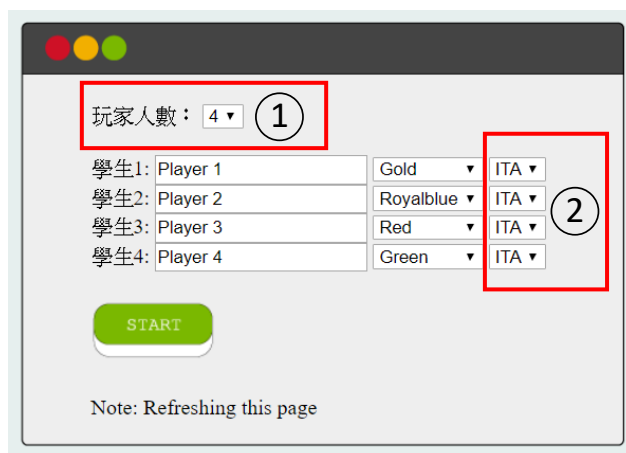 玩家人數： 4 ①
學生1: Player 1 Gold ITA
學生2: Player 2 Royalblue ITA
學生3: Player 3 Red ITA
學生4: Player 4 Green ITA
②
START
Note: Refreshing this page